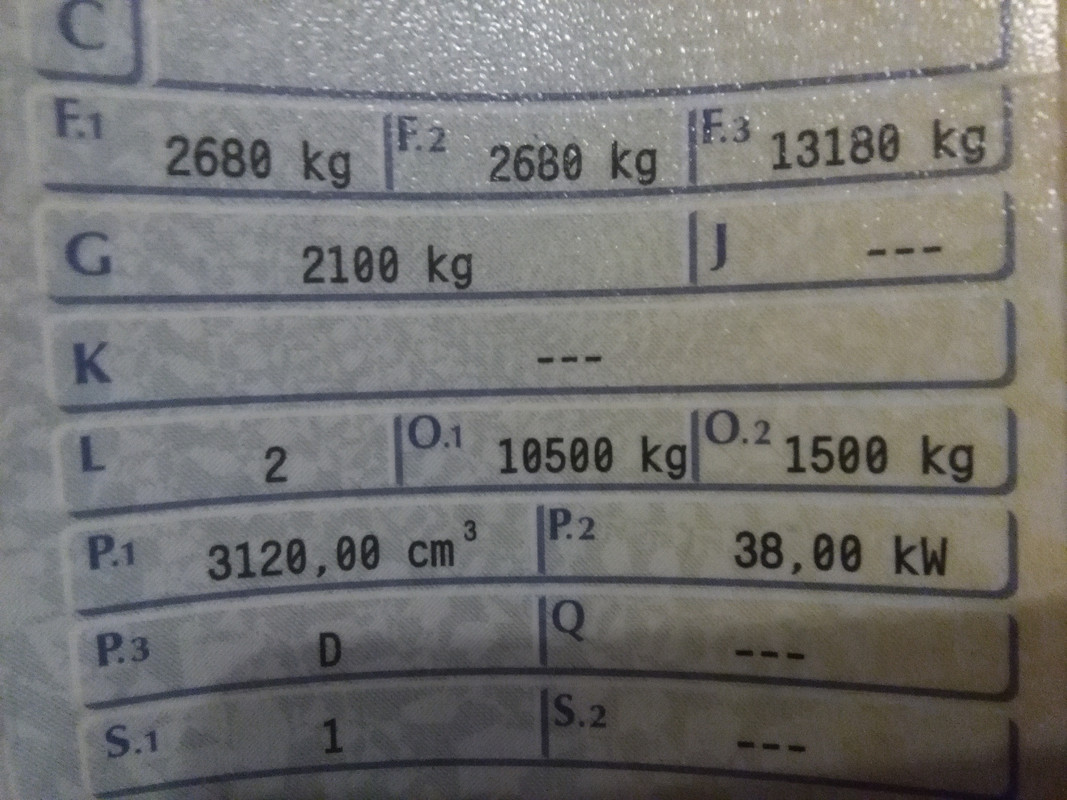 C
F.1 2680 kg F.2 2680 kg F.3 13180 kg
G 2100 kg J ---
K ---
L 2 O.1 10500 kg O.2 1500 kg
P.1 3120,00 cm³ P.2 38,00 kW
P.3 D Q ---
S.1 1 S.2 ---